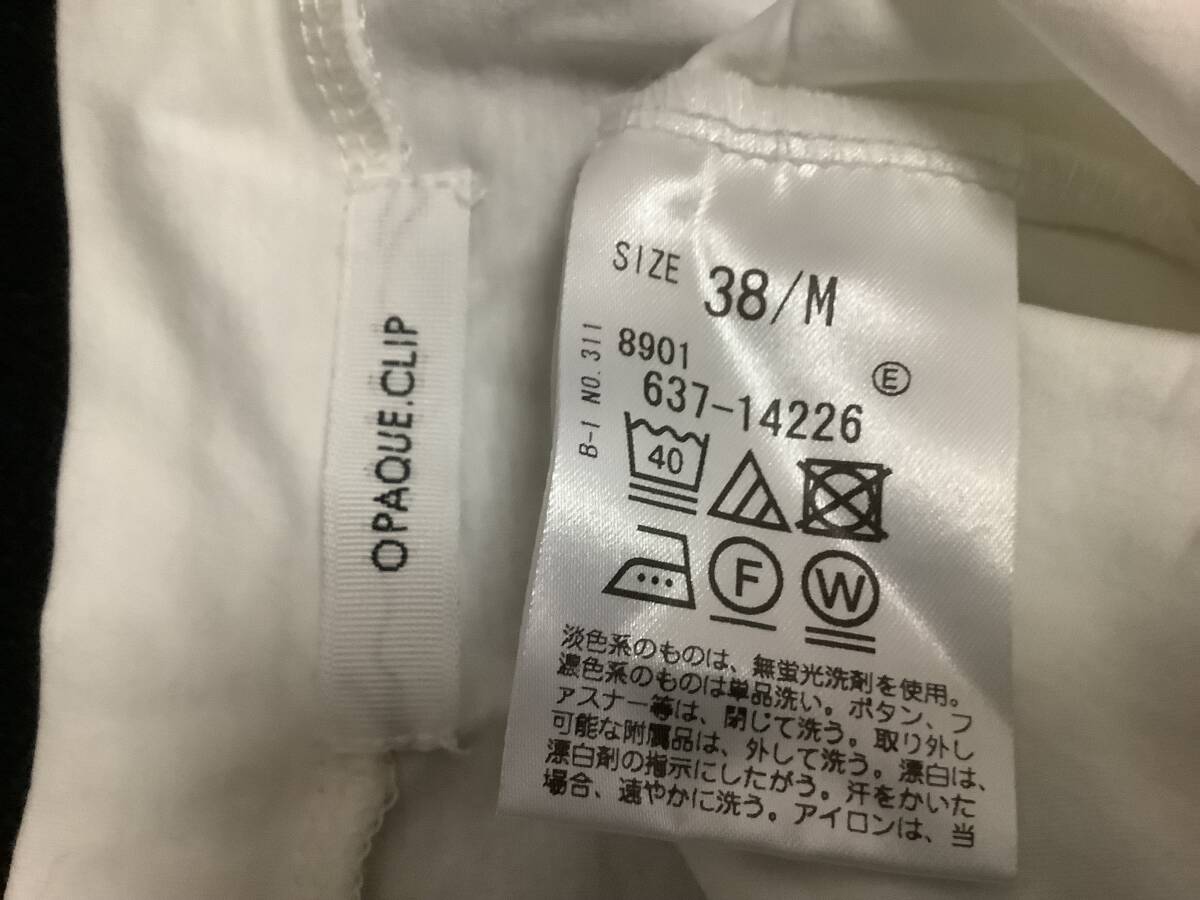 OPAQUE.CLIP
SIZE 38/M
B-1 NO.311
8901
637-14226
E
40
F
W
淡色系のものは、無蛍光洗剤を使用。
濃色系のものは単品洗い。ボタン、フ
ァスナー等は、閉じて洗う。取り外し
可能な附属品は、外して洗う。漂白は、
漂白剤の指示にしたがう。汗をかいた
場合、速やかに洗う。アイロンは、当